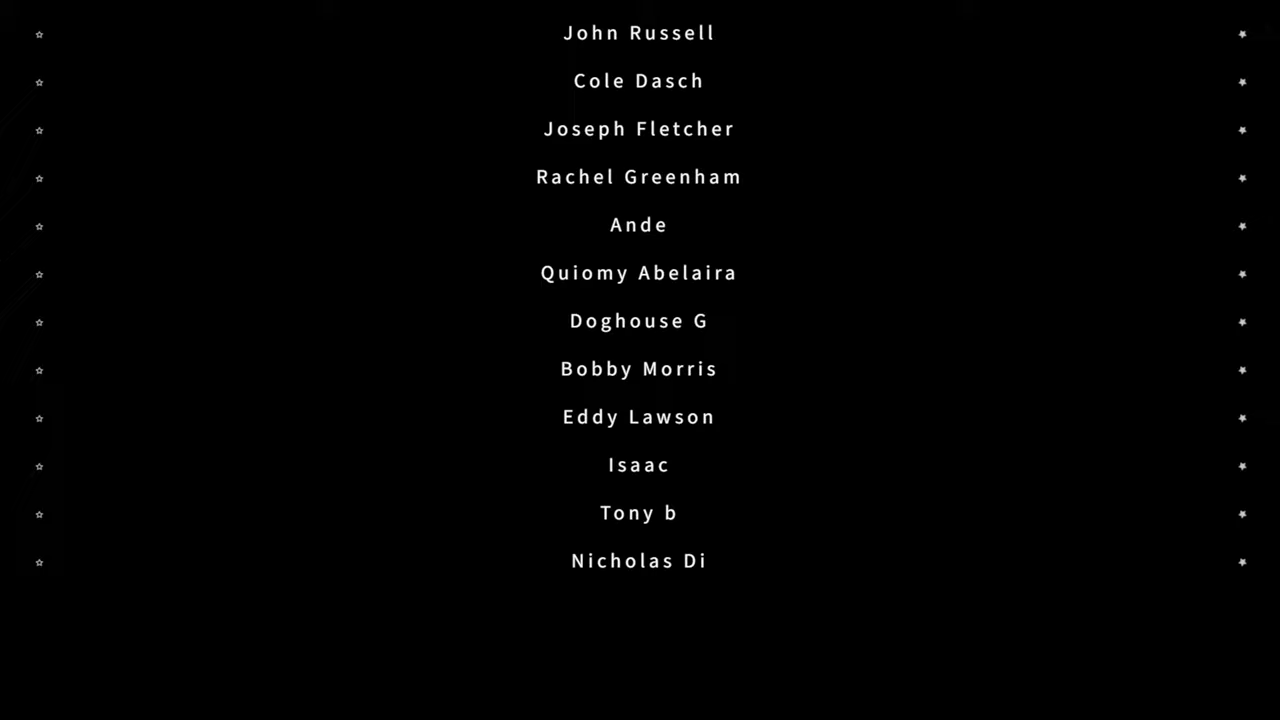 John Russell
Cole Dasch
Joseph Fletcher
Rachel Greenham
Ande
Quiomy Abelaira
Doghouse G
Bobby Morris
Eddy Lawson
Isaac
Tony b
Nicholas Di